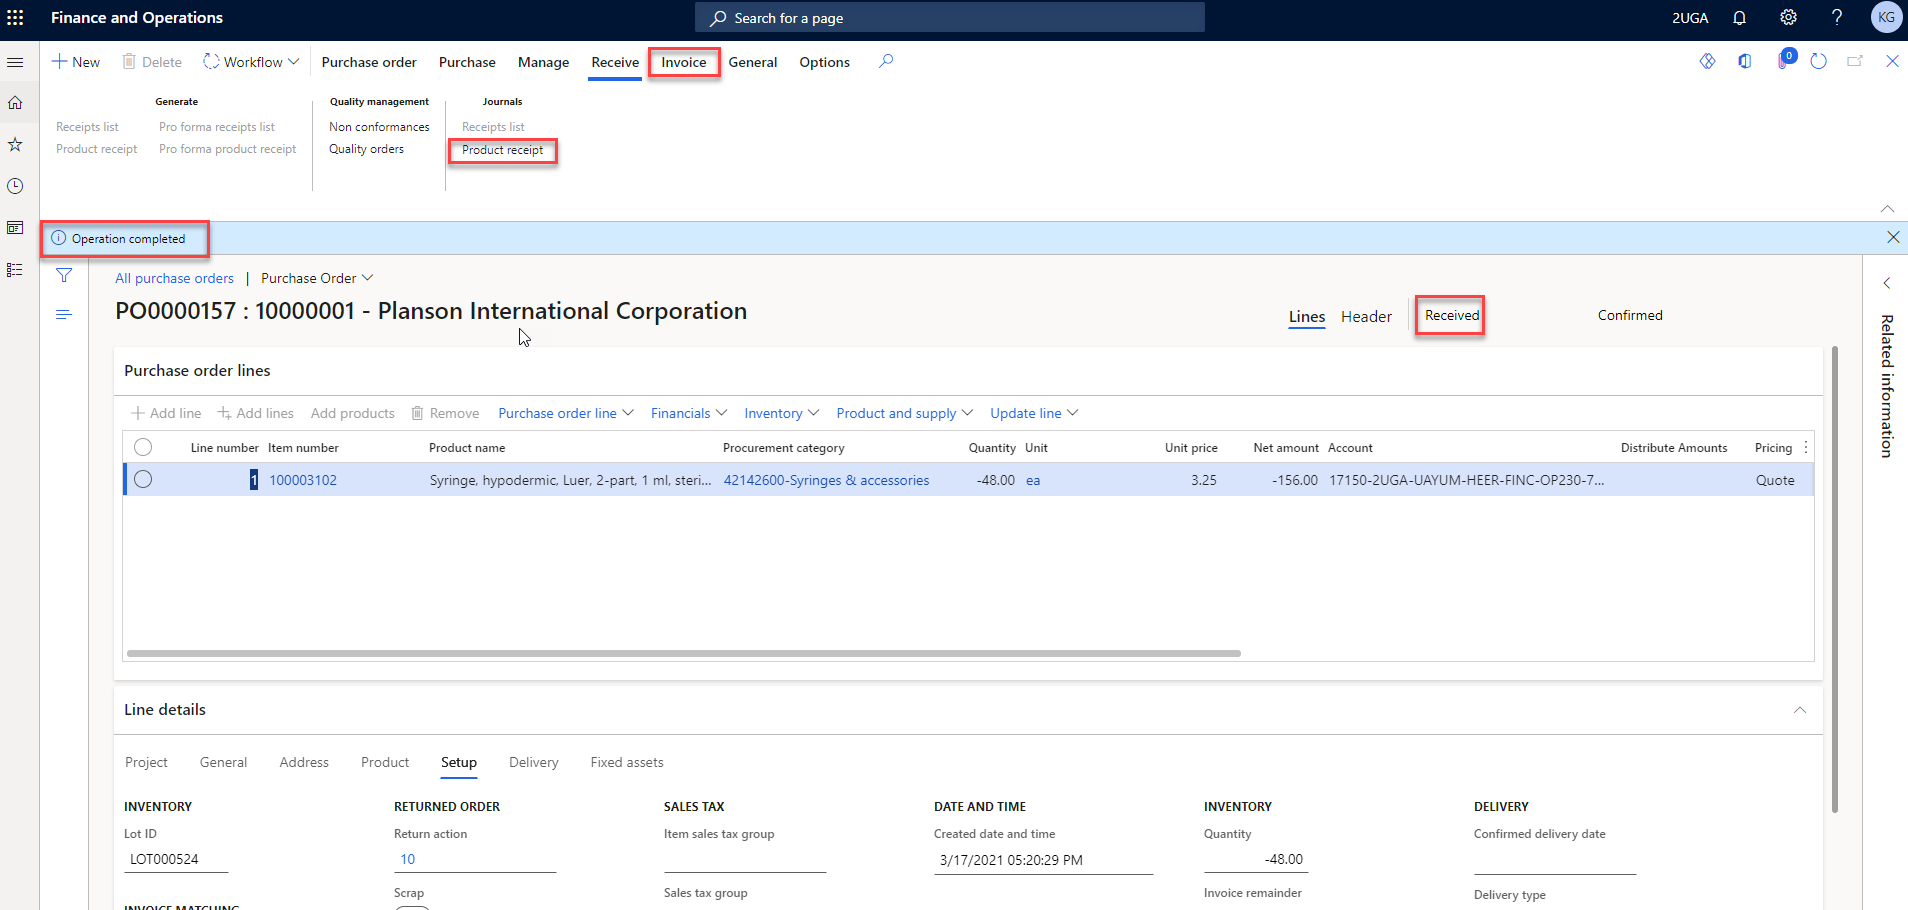 Finance and Operations
Search for a page
2UGA
?
KG
New
Delete
Workflow
Purchase order
Purchase
Manage
Receive
Invoice
General
Options
0
Generate
Quality management
Journals
Receipts list
Pro forma receipts list
Non conformances
Receipts list
Product receipt
Pro forma product receipt
Quality orders
Product receipt
Operation completed
All purchase orders | Purchase Order
PO0000157 : 10000001 - Planson International Corporation
Lines
Header
Received
Confirmed
Related information
Purchase order lines
Add line
Add lines
Add products
Remove
Purchase order line
Financials
Inventory
Product and supply
Update line
Line number Item number Product name Procurement category Quantity Unit Unit price Net amount Account Distribute Amounts Pricing
1 100003102 Syringe, hypodermic, Luer, 2-part, 1 ml, steri... 42142600-Syringes & accessories -48.00 ea 3.25 -156.00 17150-2UGA-UAYUM-HEER-FINC-OP230-7... Quote
Line details
Project
General
Address
Product
Setup
Delivery
Fixed assets
INVENTORY
Lot ID
LOT000524
INVOICE MATCHING
RETURNED ORDER
Return action
10
Scrap
SALES TAX
Item sales tax group
Sales tax group
DATE AND TIME
Created date and time
3/17/2021 05:20:29 PM
INVENTORY
Quantity
-48.00
Invoice remainder
DELIVERY
Confirmed delivery date
Delivery type